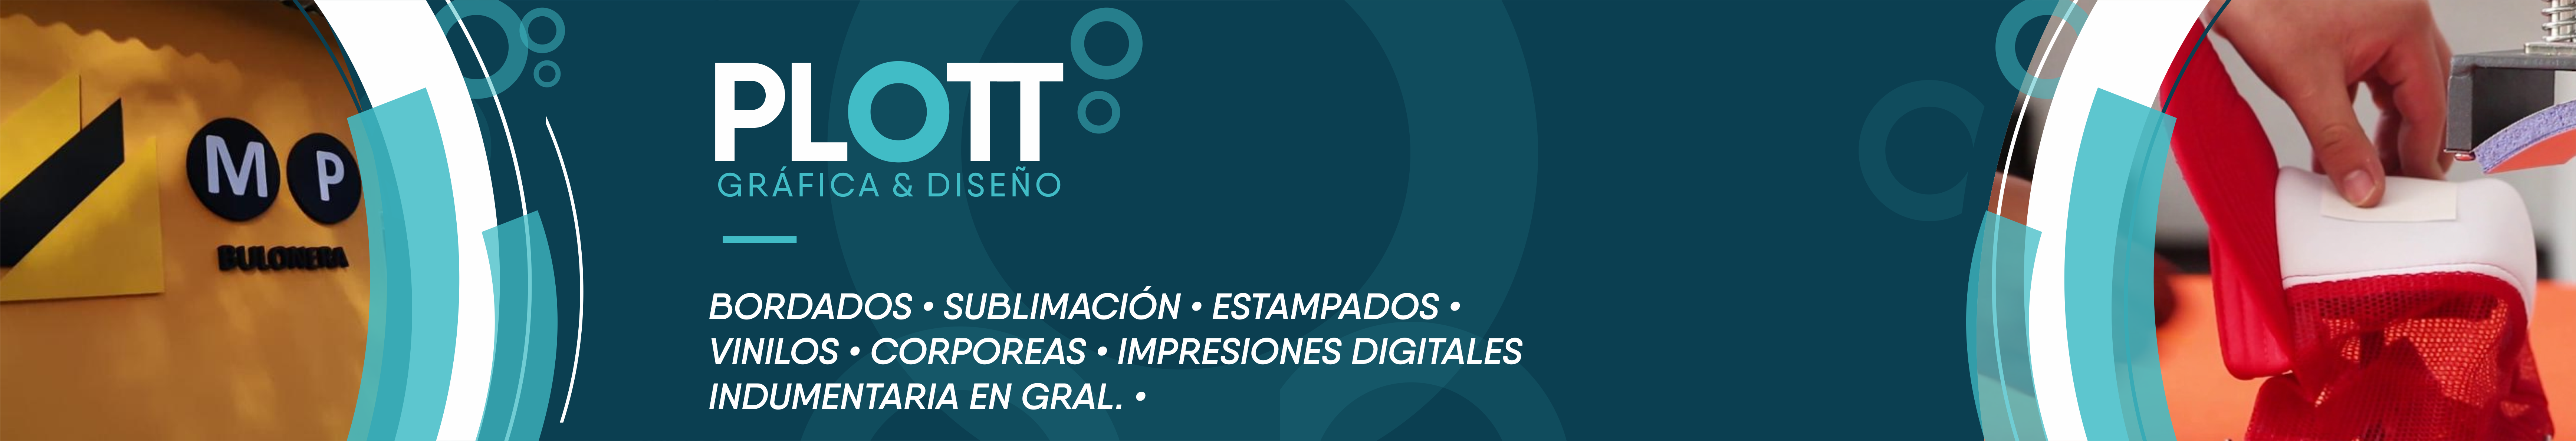 M P
BULONERA
PLOTT
GRÁFICA & DISEÑO
BORDADOS • SUBLIMACIÓN • ESTAMPADOS •
VINILOS • CORPOREAS • IMPRESIONES DIGITALES
INDUMENTARIA EN GRAL. •